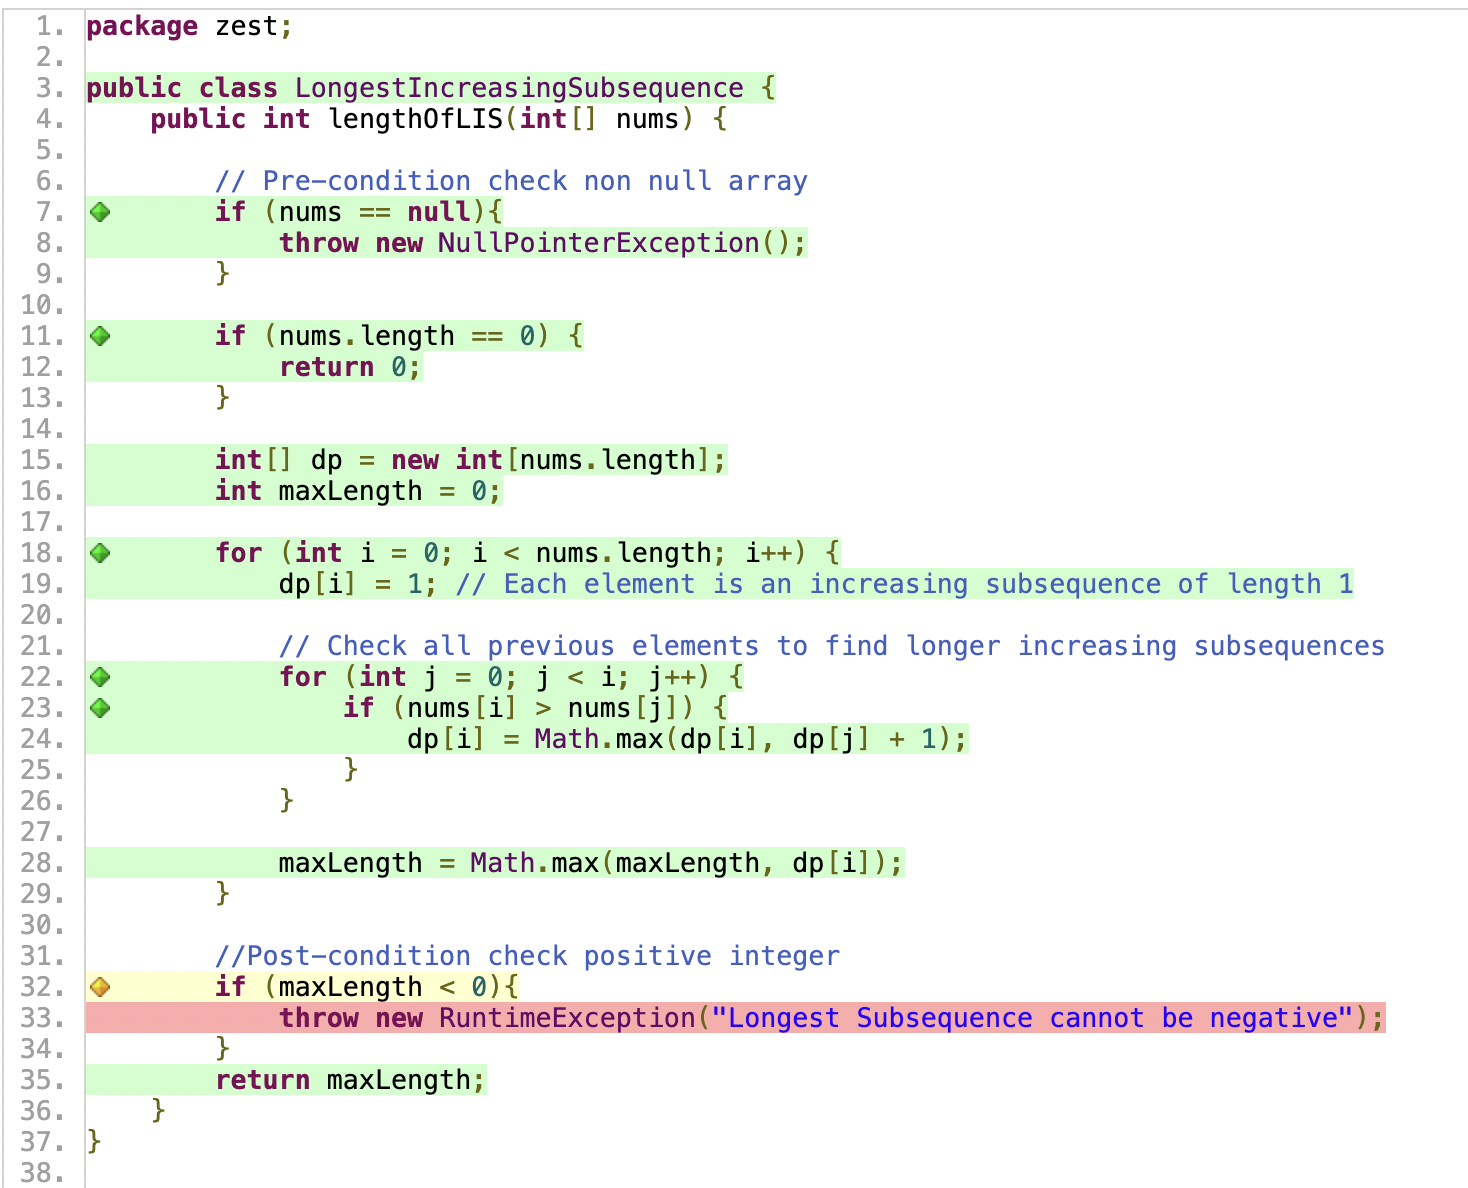 1. package zest;
2.
3. public class LongestIncreasingSubsequence {
4.     public int lengthOfLIS(int[] nums) {
5.
6.         // Pre-condition check non null array
7.         if (nums == null){
8.             throw new NullPointerException();
9.         }
10.
11.         if (nums.length == 0) {
12.             return 0;
13.         }
14.
15.         int[] dp = new int[nums.length];
16.         int maxLength = 0;
17.
18.         for (int i = 0; i < nums.length; i++) {
19.             dp[i] = 1; // Each element is an increasing subsequence of length 1
20.
21.             // Check all previous elements to find longer increasing subsequences
22.             for (int j = 0; j < i; j++) {
23.                 if (nums[i] > nums[j]) {
24.                     dp[i] = Math.max(dp[i], dp[j] + 1);
25.                 }
26.             }
27.
28.             maxLength = Math.max(maxLength, dp[i]);
29.         }
30.
31.         //Post-condition check positive integer
32.         if (maxLength < 0){
33.             throw new RuntimeException("Longest Subsequence cannot be negative");
34.         }
35.         return maxLength;
36.     }
37. }
38.